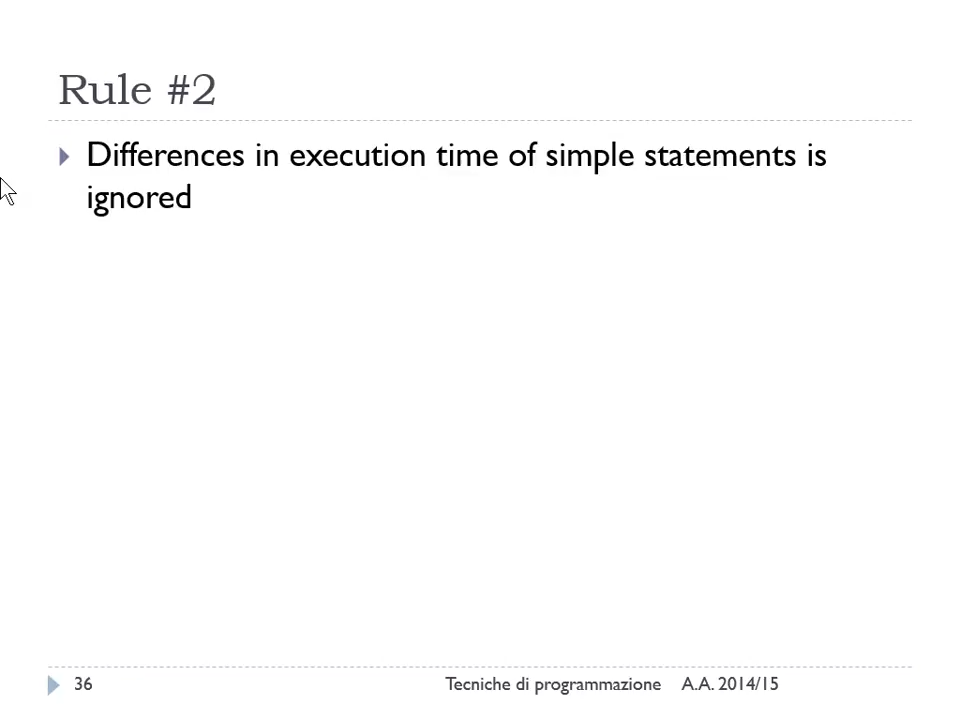 Rule #2
Differences in execution time of simple statements is
ignored
36
Tecniche di programmazione A.A. 2014/15